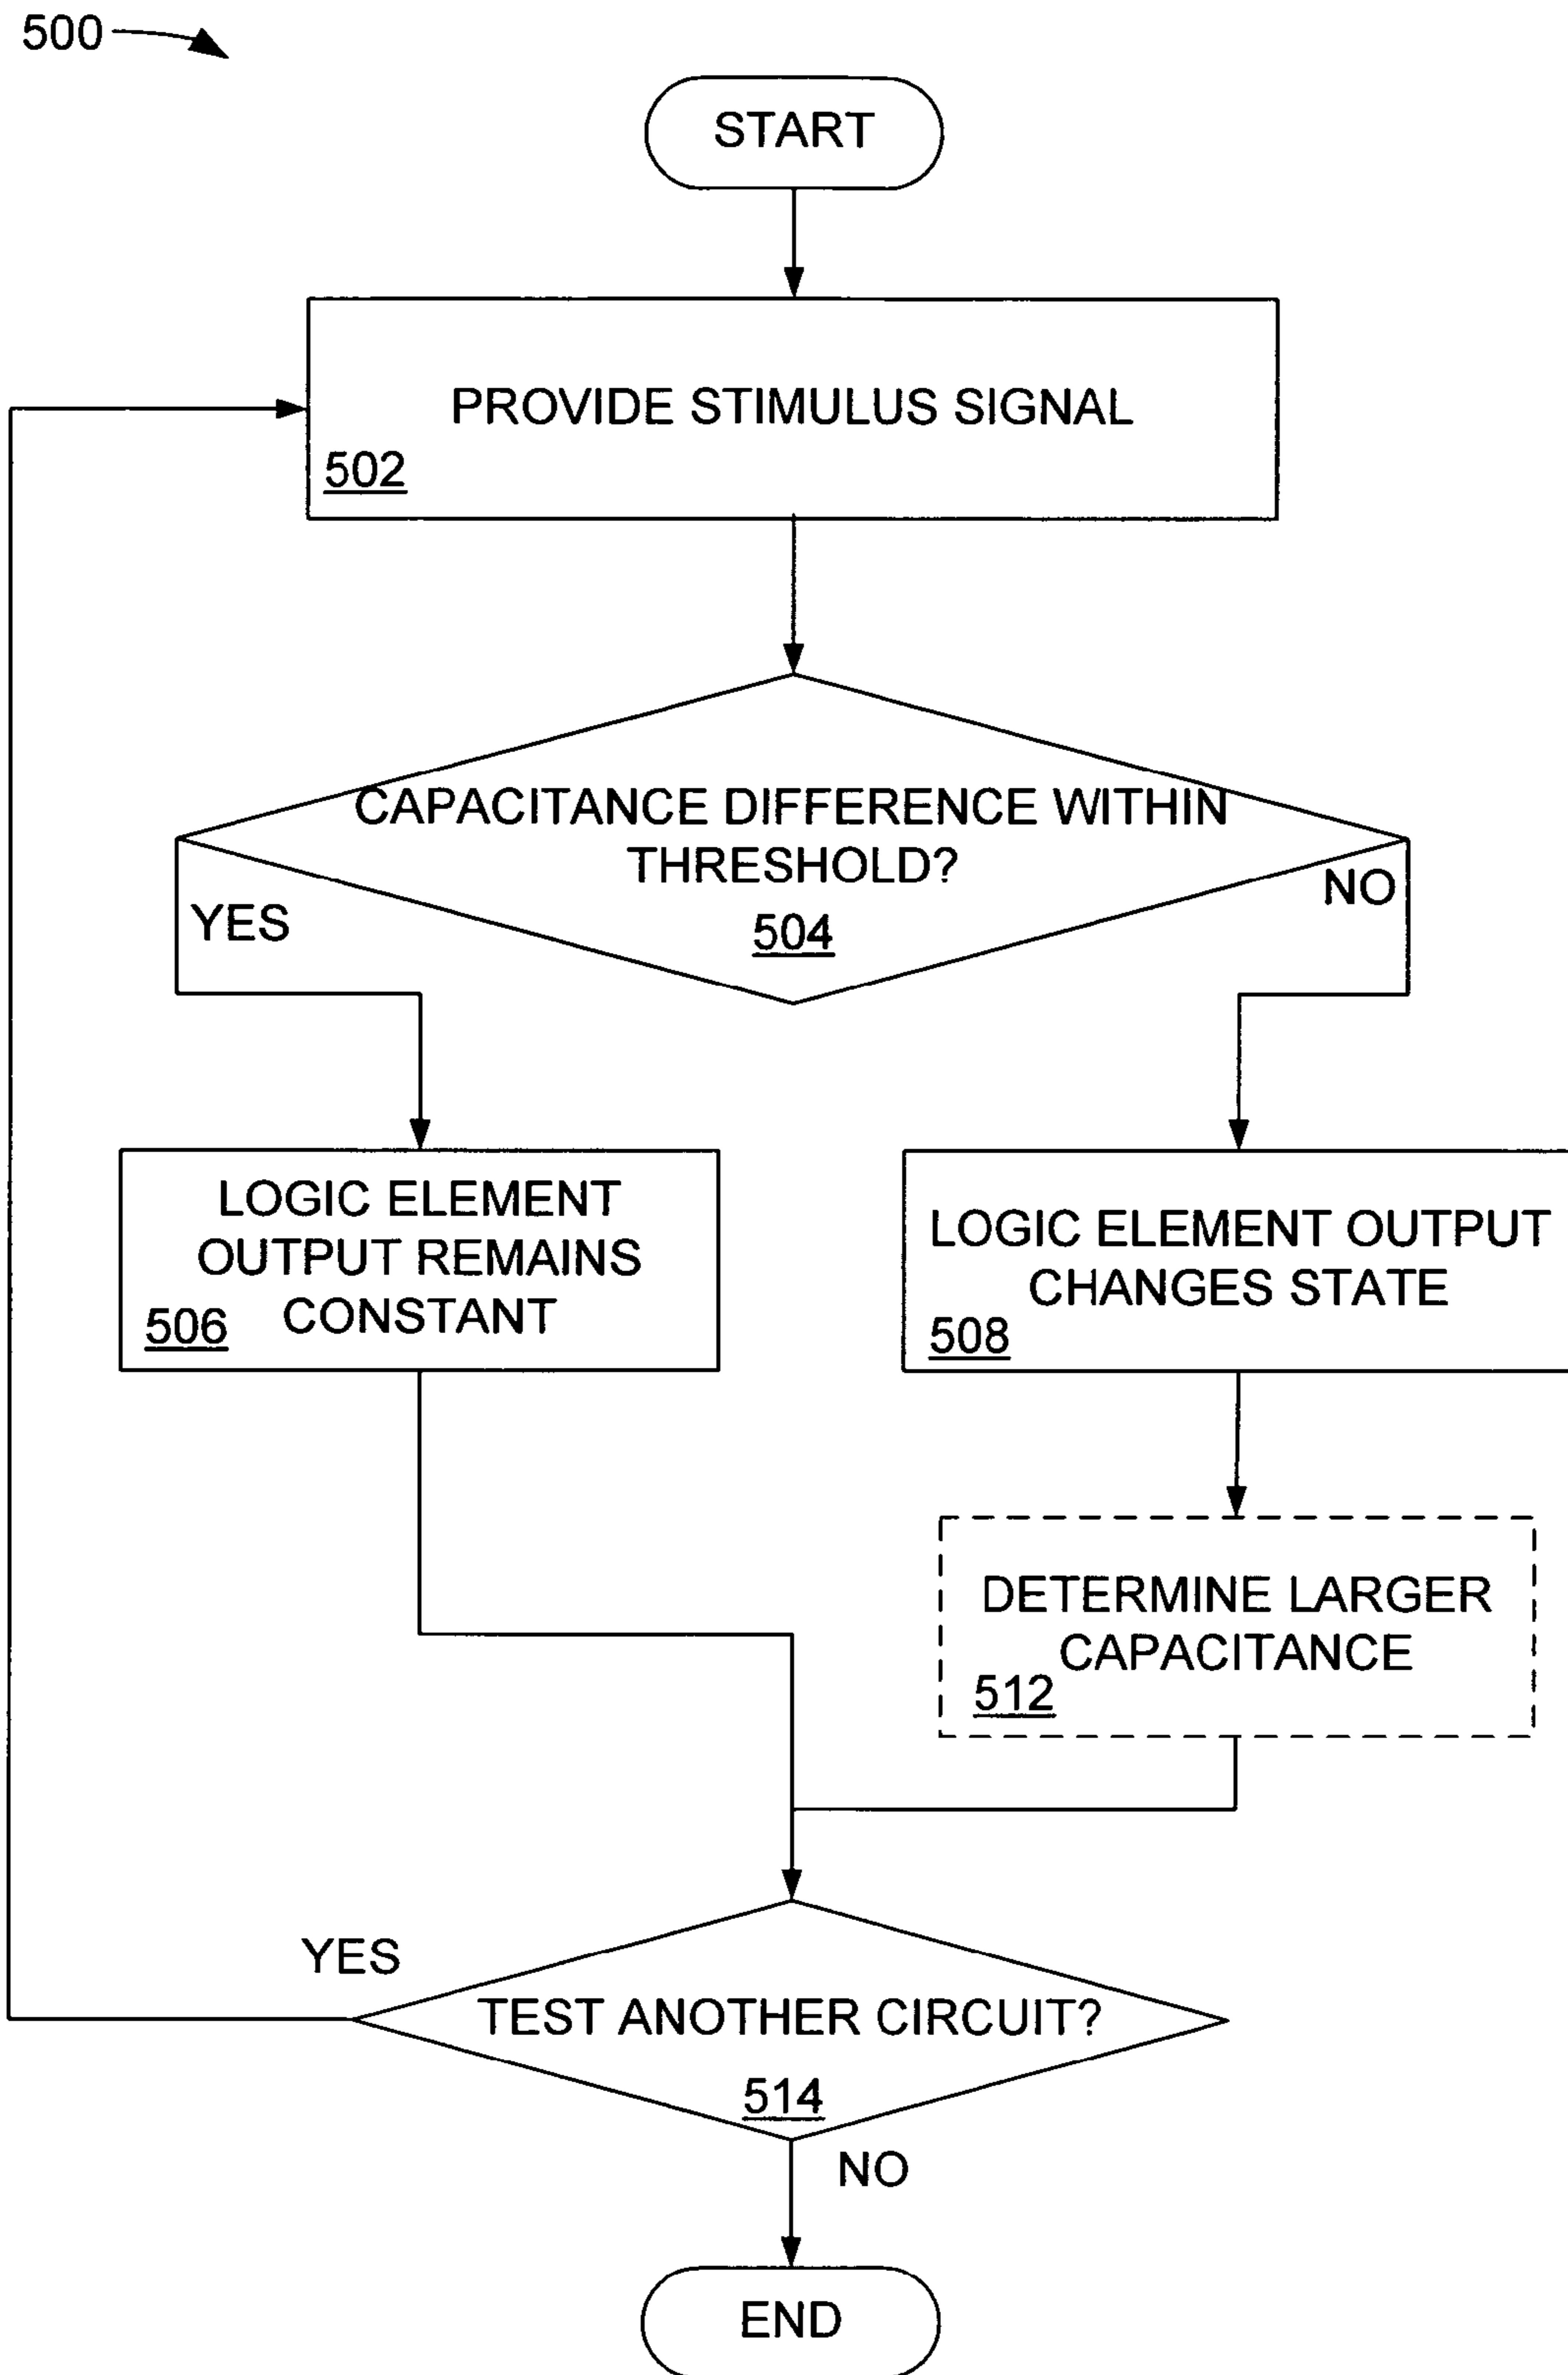 500
START
PROVIDE STIMULUS SIGNAL
502
CAPACITANCE DIFFERENCE WITHIN
THRESHOLD?
504
YES
NO
LOGIC ELEMENT
OUTPUT REMAINS
CONSTANT
506
LOGIC ELEMENT OUTPUT
CHANGES STATE
508
DETERMINE LARGER
CAPACITANCE
512
YES
TEST ANOTHER CIRCUIT?
514
NO
END